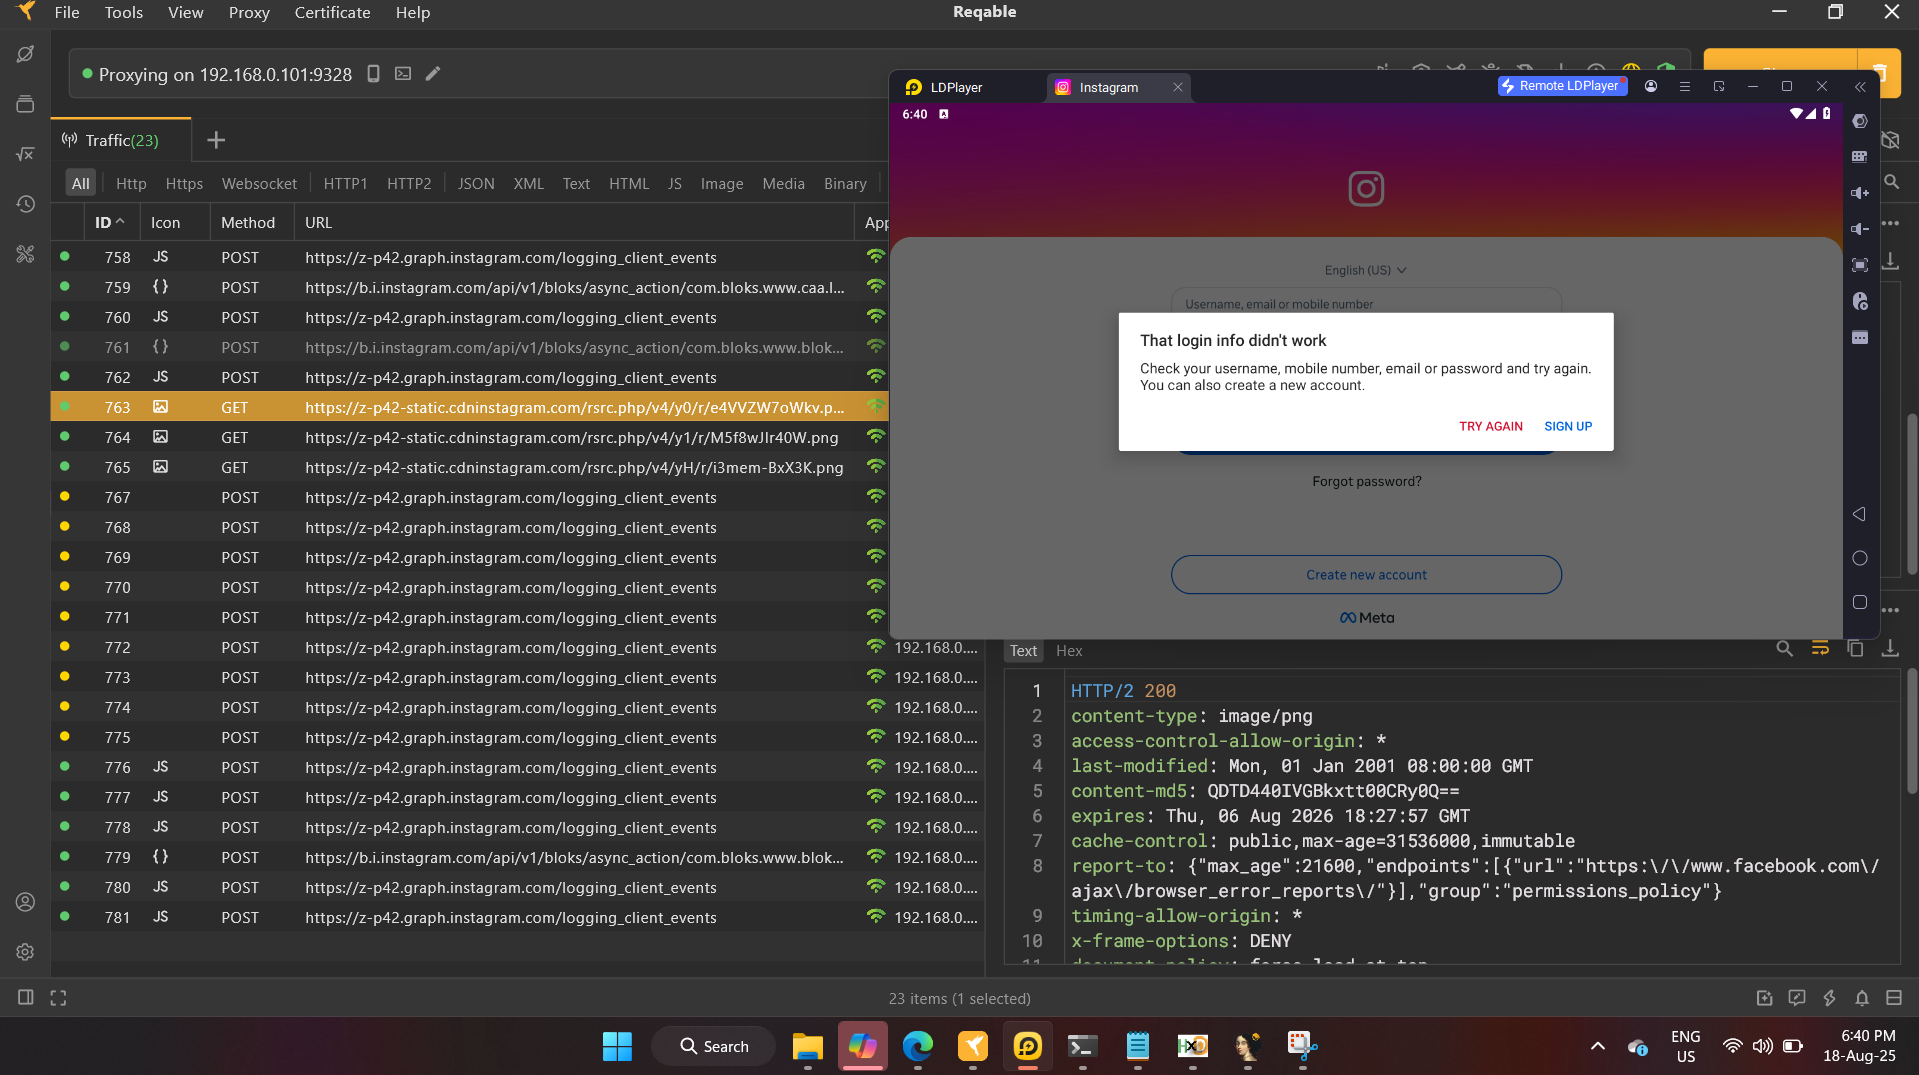 File Tools View Proxy Certificate Help
Reqable
Proxying on 192.168.0.101:9328
Traffic(23)
All Http Https Websocket HTTP1 HTTP2 JSON XML Text HTML JS Image Media Binary
ID Icon Method URL App
758 JS POST https://z-p42.graph.instagram.com/logging_client_events
759 {} POST https://b.i.instagram.com/api/v1/bloks/async_action/com.bloks.www.caa.l...
760 JS POST https://z-p42.graph.instagram.com/logging_client_events
761 {} POST https://b.i.instagram.com/api/v1/bloks/async_action/com.bloks.www.blok...
762 JS POST https://z-p42.graph.instagram.com/logging_client_events
763 GET https://z-p42-static.cdninstagram.com/rsrc.php/v4/y0/r/e4VVZW7oWkv.p...
764 GET https://z-p42-static.cdninstagram.com/rsrc.php/v4/y1/r/M5f8wJIr40W.png
765 GET https://z-p42-static.cdninstagram.com/rsrc.php/v4/yH/r/i3mem-BxX3K.png
767 POST https://z-p42.graph.instagram.com/logging_client_events
768 POST https://z-p42.graph.instagram.com/logging_client_events
769 POST https://z-p42.graph.instagram.com/logging_client_events
770 POST https://z-p42.graph.instagram.com/logging_client_events
771 POST https://z-p42.graph.instagram.com/logging_client_events
772 POST https://z-p42.graph.instagram.com/logging_client_events 192.168.0....
773 POST https://z-p42.graph.instagram.com/logging_client_events 192.168.0....
774 POST https://z-p42.graph.instagram.com/logging_client_events 192.168.0....
775 POST https://z-p42.graph.instagram.com/logging_client_events 192.168.0....
776 JS POST https://z-p42.graph.instagram.com/logging_client_events 192.168.0....
777 JS POST https://z-p42.graph.instagram.com/logging_client_events 192.168.0....
778 JS POST https://z-p42.graph.instagram.com/logging_client_events 192.168.0....
779 {} POST https://b.i.instagram.com/api/v1/bloks/async_action/com.bloks.www.blok... 192.168.0....
780 JS POST https://z-p42.graph.instagram.com/logging_client_events 192.168.0....
781 JS POST https://z-p42.graph.instagram.com/logging_client_events 192.168.0....
LDPlayer Instagram Remote LDPlayer
6:40
English (US)
Username, email or mobile number
That login info didn't work
Check your username, mobile number, email or password and try again.
You can also create a new account.
TRY AGAIN SIGN UP
Forgot password?
Create new account
Meta
Text Hex
1 HTTP/2 200
2 content-type: image/png
3 access-control-allow-origin: *
4 last-modified: Mon, 01 Jan 2001 08:00:00 GMT
5 content-md5: QDTD440IVGBkxtt00CRy0Q==
6 expires: Thu, 06 Aug 2026 18:27:57 GMT
7 cache-control: public,max-age=31536000,immutable
8 report-to: {"max_age":21600,"endpoints":[{"url":"https:\/\/www.facebook.com\/
ajax\/browser_error_reports\/"}],"group":"permissions_policy"}
9 timing-allow-origin: *
10 x-frame-options: DENY
23 items (1 selected)
Search
ENG
US
6:40 PM
18-Aug-25